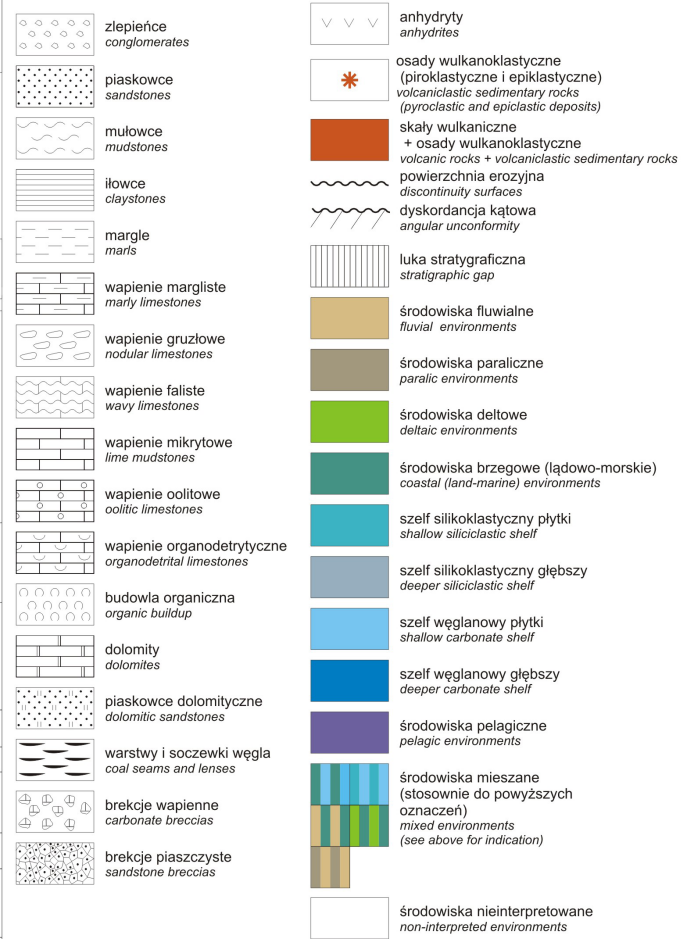 zlepieńce
conglomerates
piaskowce
sandstones
mułowce
mudstones
iłowce
claystones
margle
marls
wapienie margliste
marly limestones
wapienie gruzłowe
nodular limestones
wapienie faliste
wavy limestones
wapienie mikrytowe
lime mudstones
wapienie oolitowe
oolitic limestones
wapienie organodetrytyczne
organodetrital limestones
budowla organiczna
organic buildup
dolomity
dolomites
piaskowce dolomityczne
dolomitic sandstones
warstwy i soczewki węgla
coal seams and lenses
brekcje wapienne
carbonate breccias
brekcje piaszczyste
sandstone breccias
anhydryty
anhydrites
osady wulkanoklastyczne
(piroklastyczne i epiklastyczne)
volcaniclastic sedimentary rocks
(pyroclastic and epiclastic deposits)
skały wulkaniczne
+ osady wulkanoklastyczne
volcanic rocks + volcaniclastic sedimentary rocks
powierzchnia erozyjna
discontinuity surfaces
dyskordancja kątowa
angular unconformity
luka stratygraficzna
stratigraphic gap
środowiska fluwialne
fluvial environments
środowiska paraliczne
paralic environments
środowiska deltowe
deltaic environments
środowiska brzegowe (lądowo-morskie)
coastal (land-marine) environments
szelf silikoklastyczny płytki
shallow siliciclastic shelf
szelf silikoklastyczny głębszy
deeper siliciclastic shelf
szelf węglanowy płytki
shallow carbonate shelf
szelf węglanowy głębszy
deeper carbonate shelf
środowiska pelagiczne
pelagic environments
środowiska mieszane
(stosownie do powyższych
oznaczeń)
mixed environments
(see above for indication)
środowiska nieinterpretowane
non-interpreted environments